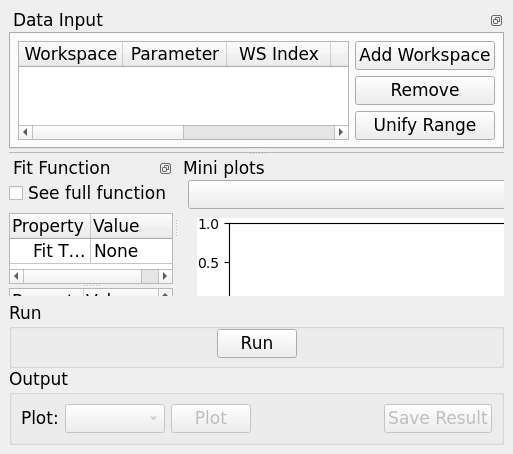 Data Input
Workspace Parameter WS Index
Add Workspace
Remove
Unify Range
Fit Function
Mini plots
See full function
Property Value
Fit T... None
1.0
0.5
Run
Run
Output
Plot: Plot Save Result